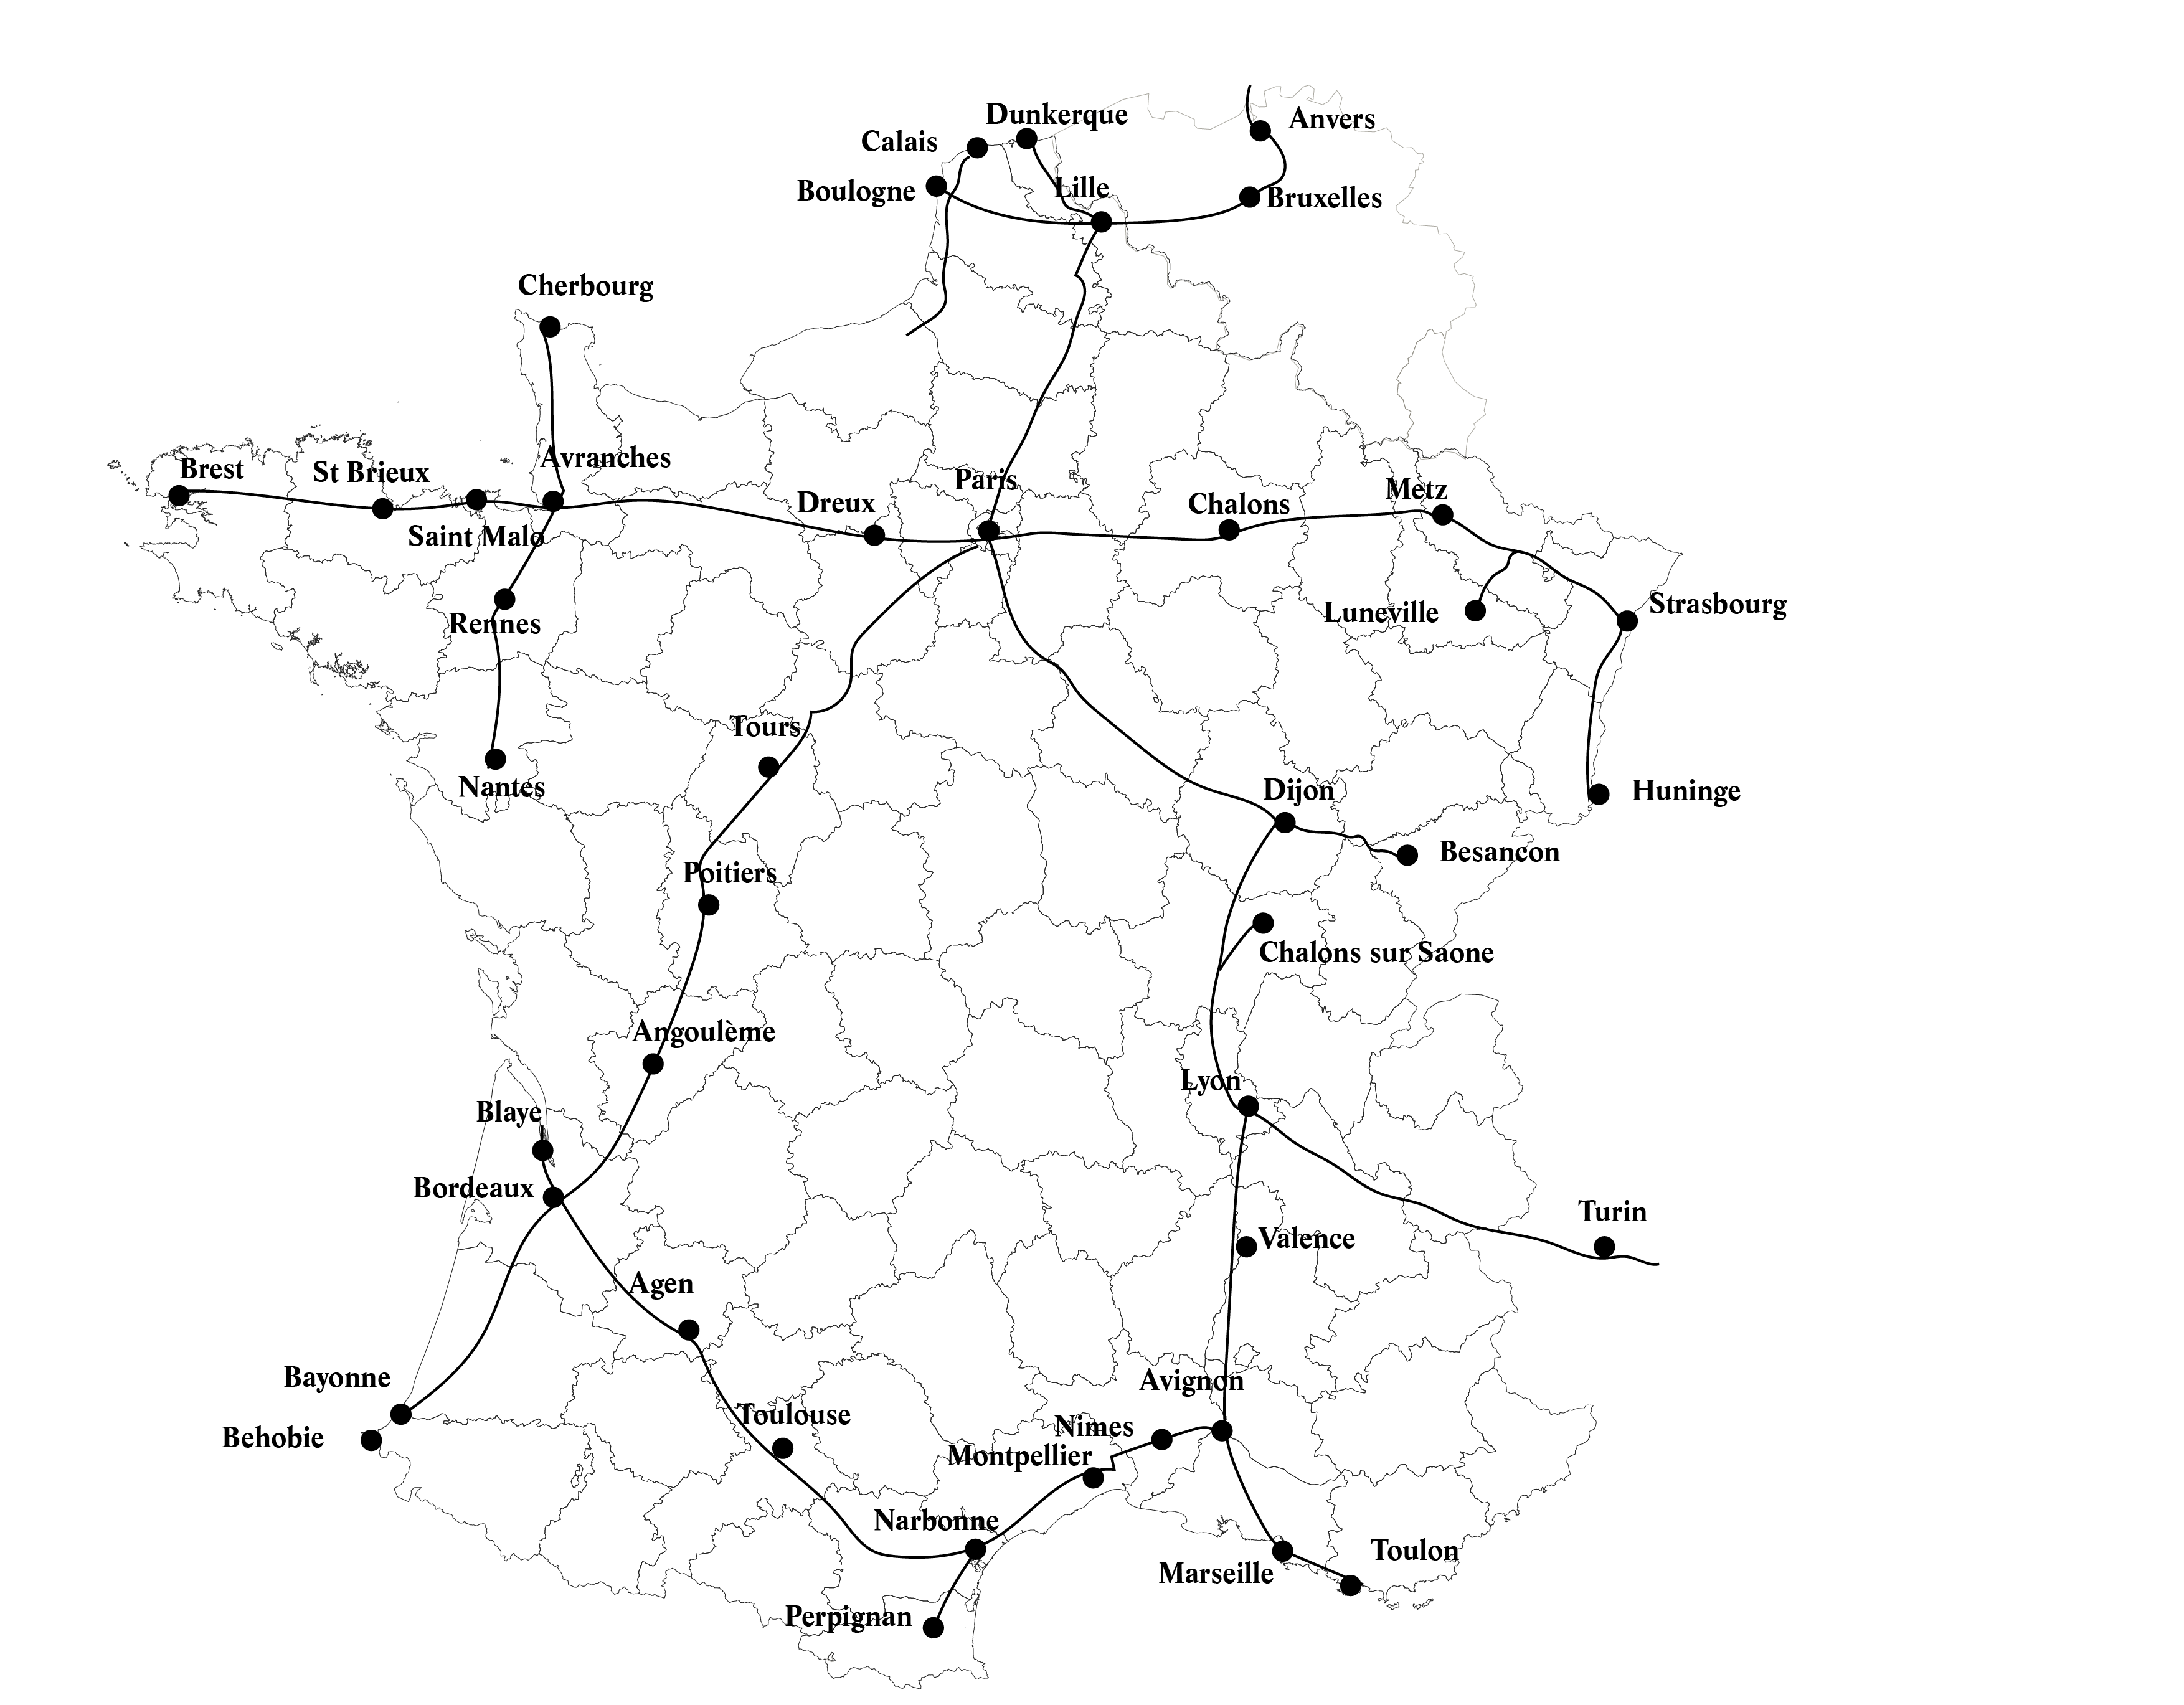 Dunkerque
Anvers
Calais
Lille
Boulogne
Bruxelles
Cherbourg
Avranches
Brest
St Brieux
Paris
Metz
Dreux
Chalons
Saint Malo
Strasbourg
Luneville
Rennes
Tours
Nantes
Dijon
Huninge
Besancon
Poitiers
Chalons sur Saone
Angoulème
Lyon
Blaye
Bordeaux
Turin
Valence
Agen
Bayonne
Avignon
Toulouse
Nimes
Behobie
Montpellier
Narbonne
Toulon
Marseille
Perpignan